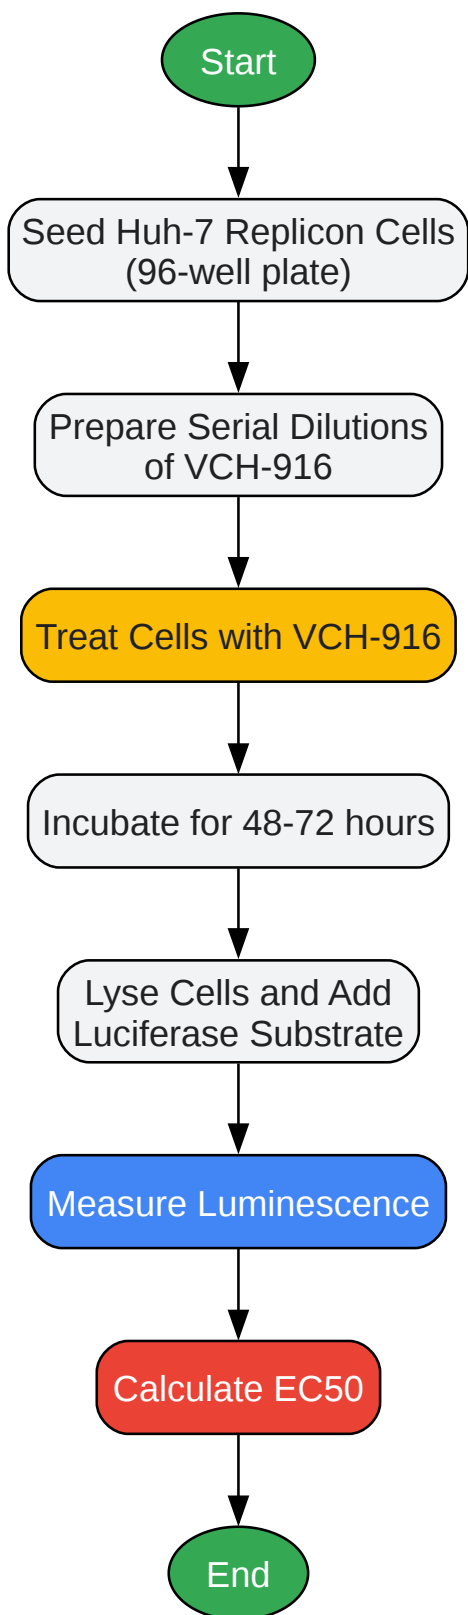 Start
Seed Huh-7 Replicon Cells
(96-well plate)
Prepare Serial Dilutions
of VCH-916
Treat Cells with VCH-916
Incubate for 48-72 hours
Lyse Cells and Add
Luciferase Substrate
Measure Luminescence
Calculate EC50
End